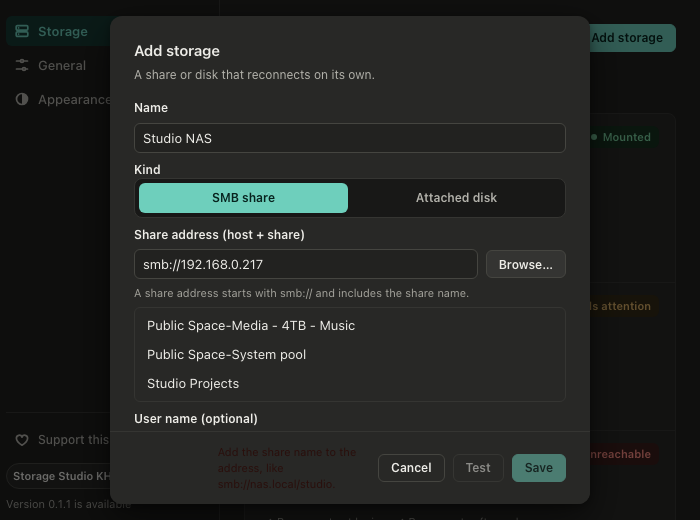 Storage
General
Appearance
Add storage
Mounted
ls attention
nreachable
Add storage
A share or disk that reconnects on its own.
Name
Studio NAS
Kind
SMB share
Attached disk
Share address (host + share)
smb://192.168.0.217
Browse...
A share address starts with smb:// and includes the share name.
Public Space-Media - 4TB - Music
Public Space-System pool
Studio Projects
User name (optional)
Add the share name to the
address, like
smb://nas.local/studio.
Cancel
Test
Save
Support this
Storage Studio KH
Version 0.1.1 is available